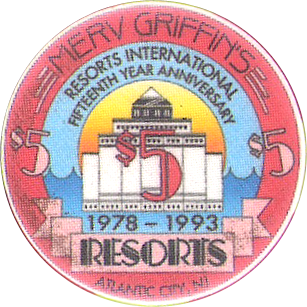 MERV GRIFFIN'S
RESORTS INTERNATIONAL
FIFTEENTH YEAR ANNIVERSARY
$5
$5
$5
1978 - 1993
RESORTS
ATLANTIC CITY, NJ